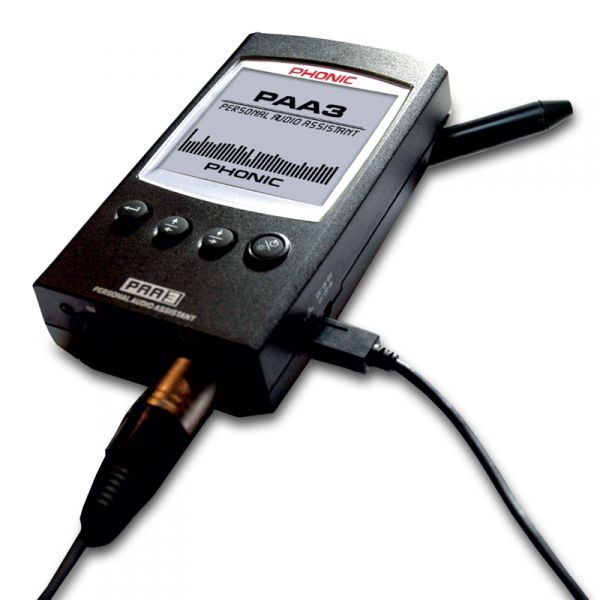 PHONIC
PAA3
PERSONAL AUDIO ASSISTANT
PHONIC
PAA3
PERSONAL AUDIO ASSISTANT